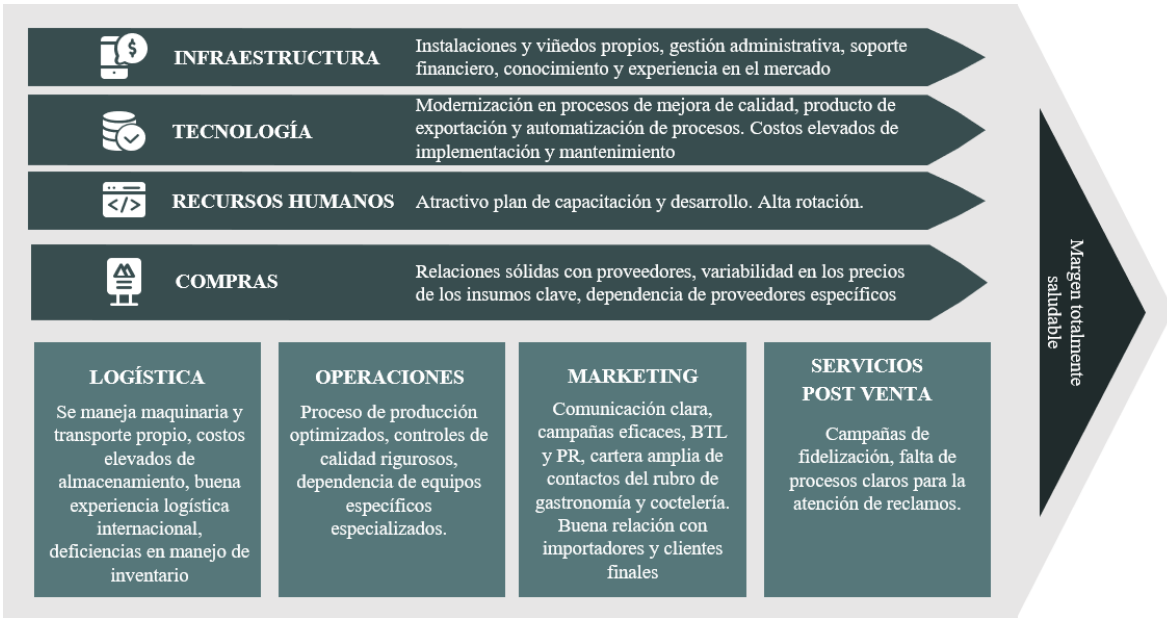 INFRAESTRUCTURA
Instalaciones y viñedos propios, gestión administrativa, soporte
financiero, conocimiento y experiencia en el mercado
TECNOLOGÍA
Modernización en procesos de mejora de calidad, producto de
exportación y automatización de procesos. Costos elevados de
implementación y mantenimiento
RECURSOS HUMANOS
Atractivo plan de capacitación y desarrollo. Alta rotación.
COMPRAS
Relaciones sólidas con proveedores, variabilidad en los precios
de los insumos clave, dependencia de proveedores específicos
LOGÍSTICA
Se maneja maquinaria y
transporte propio, costos
elevados de
almacenamiento, buena
experiencia logística
internacional,
deficiencias en manejo de
inventario
OPERACIONES
Proceso de producción
optimizados, controles de
calidad rigurosos,
dependencia de equipos
específicos
especializados.
MARKETING
Comunicación clara,
campañas eficaces, BTL
y PR, cartera amplia de
contactos del rubro de
gastronomía y coctelería.
Buena relación con
importadores y clientes
finales
SERVICIOS
POST VENTA
Campañas de
fidelización, falta de
procesos claros para la
atención de reclamos.
Margen totalmente
saludable